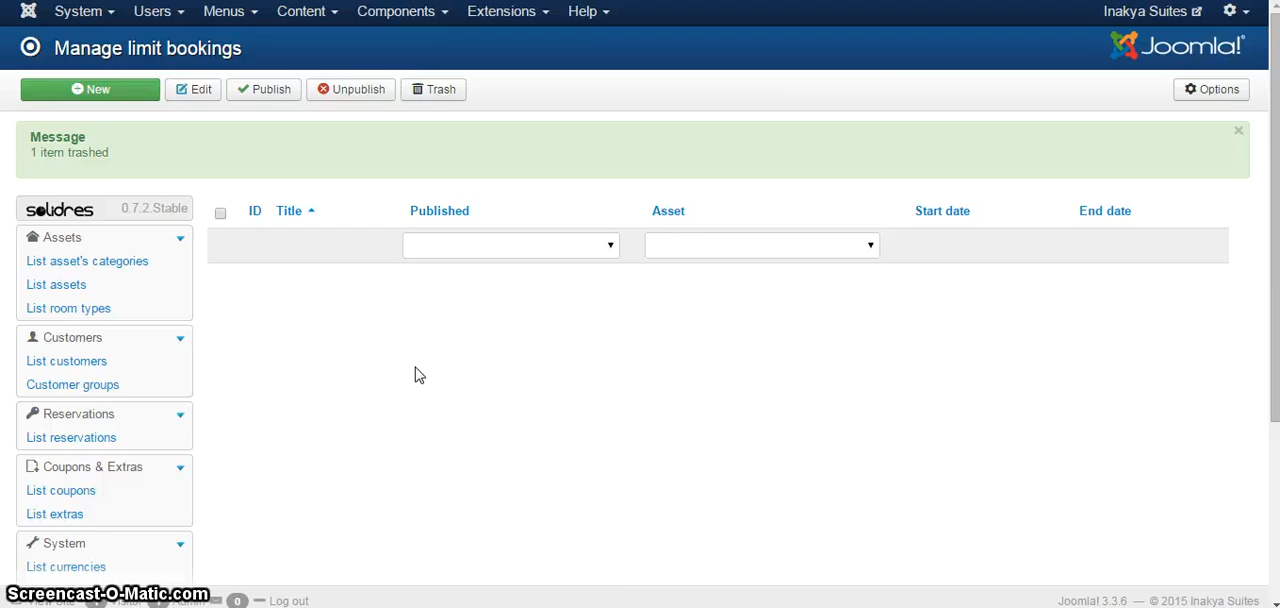 System Users Menus Content Components Extensions Help Inakya Suites
Manage limit bookings Joomla!®
New Edit Publish Unpublish Trash Options
Message ×
1 item trashed
solidres 0.7.2.Stable
ID Title Published Asset Start date End date
Assets
List asset's categories
List assets
List room types
Customers
List customers
Customer groups
Reservations
List reservations
Coupons & Extras
List coupons
List extras
System
List currencies
Screencast-O-Matic.com
0 Log out Joomla! 3.3.6 — © 2015 Inakya Suites